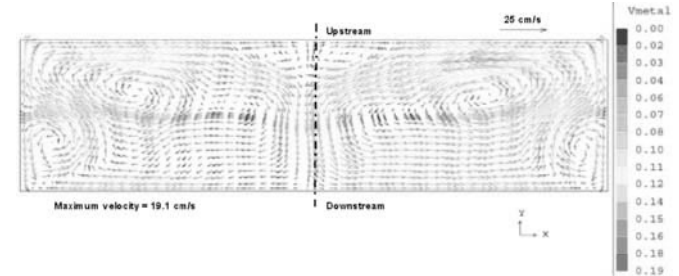 Upstream
25 cm/s
Vmetal
0.00
0.02
0.03
0.04
0.06
0.07
0.08
0.10
0.11
0.12
0.14
0.15
0.16
0.18
0.19
Maximum velocity = 19.1 cm/s
Downstream
Y
X